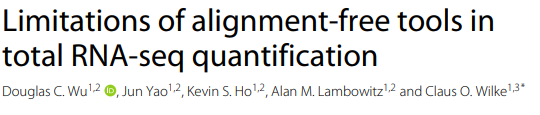 Limitations of alignment-free tools in
total RNA-seq quantification
Douglas C. Wu1,2 iD, Jun Yao1,2, Kevin S. Ho1,2, Alan M. Lambowitz1,2 and Claus O. Wilke1,3*